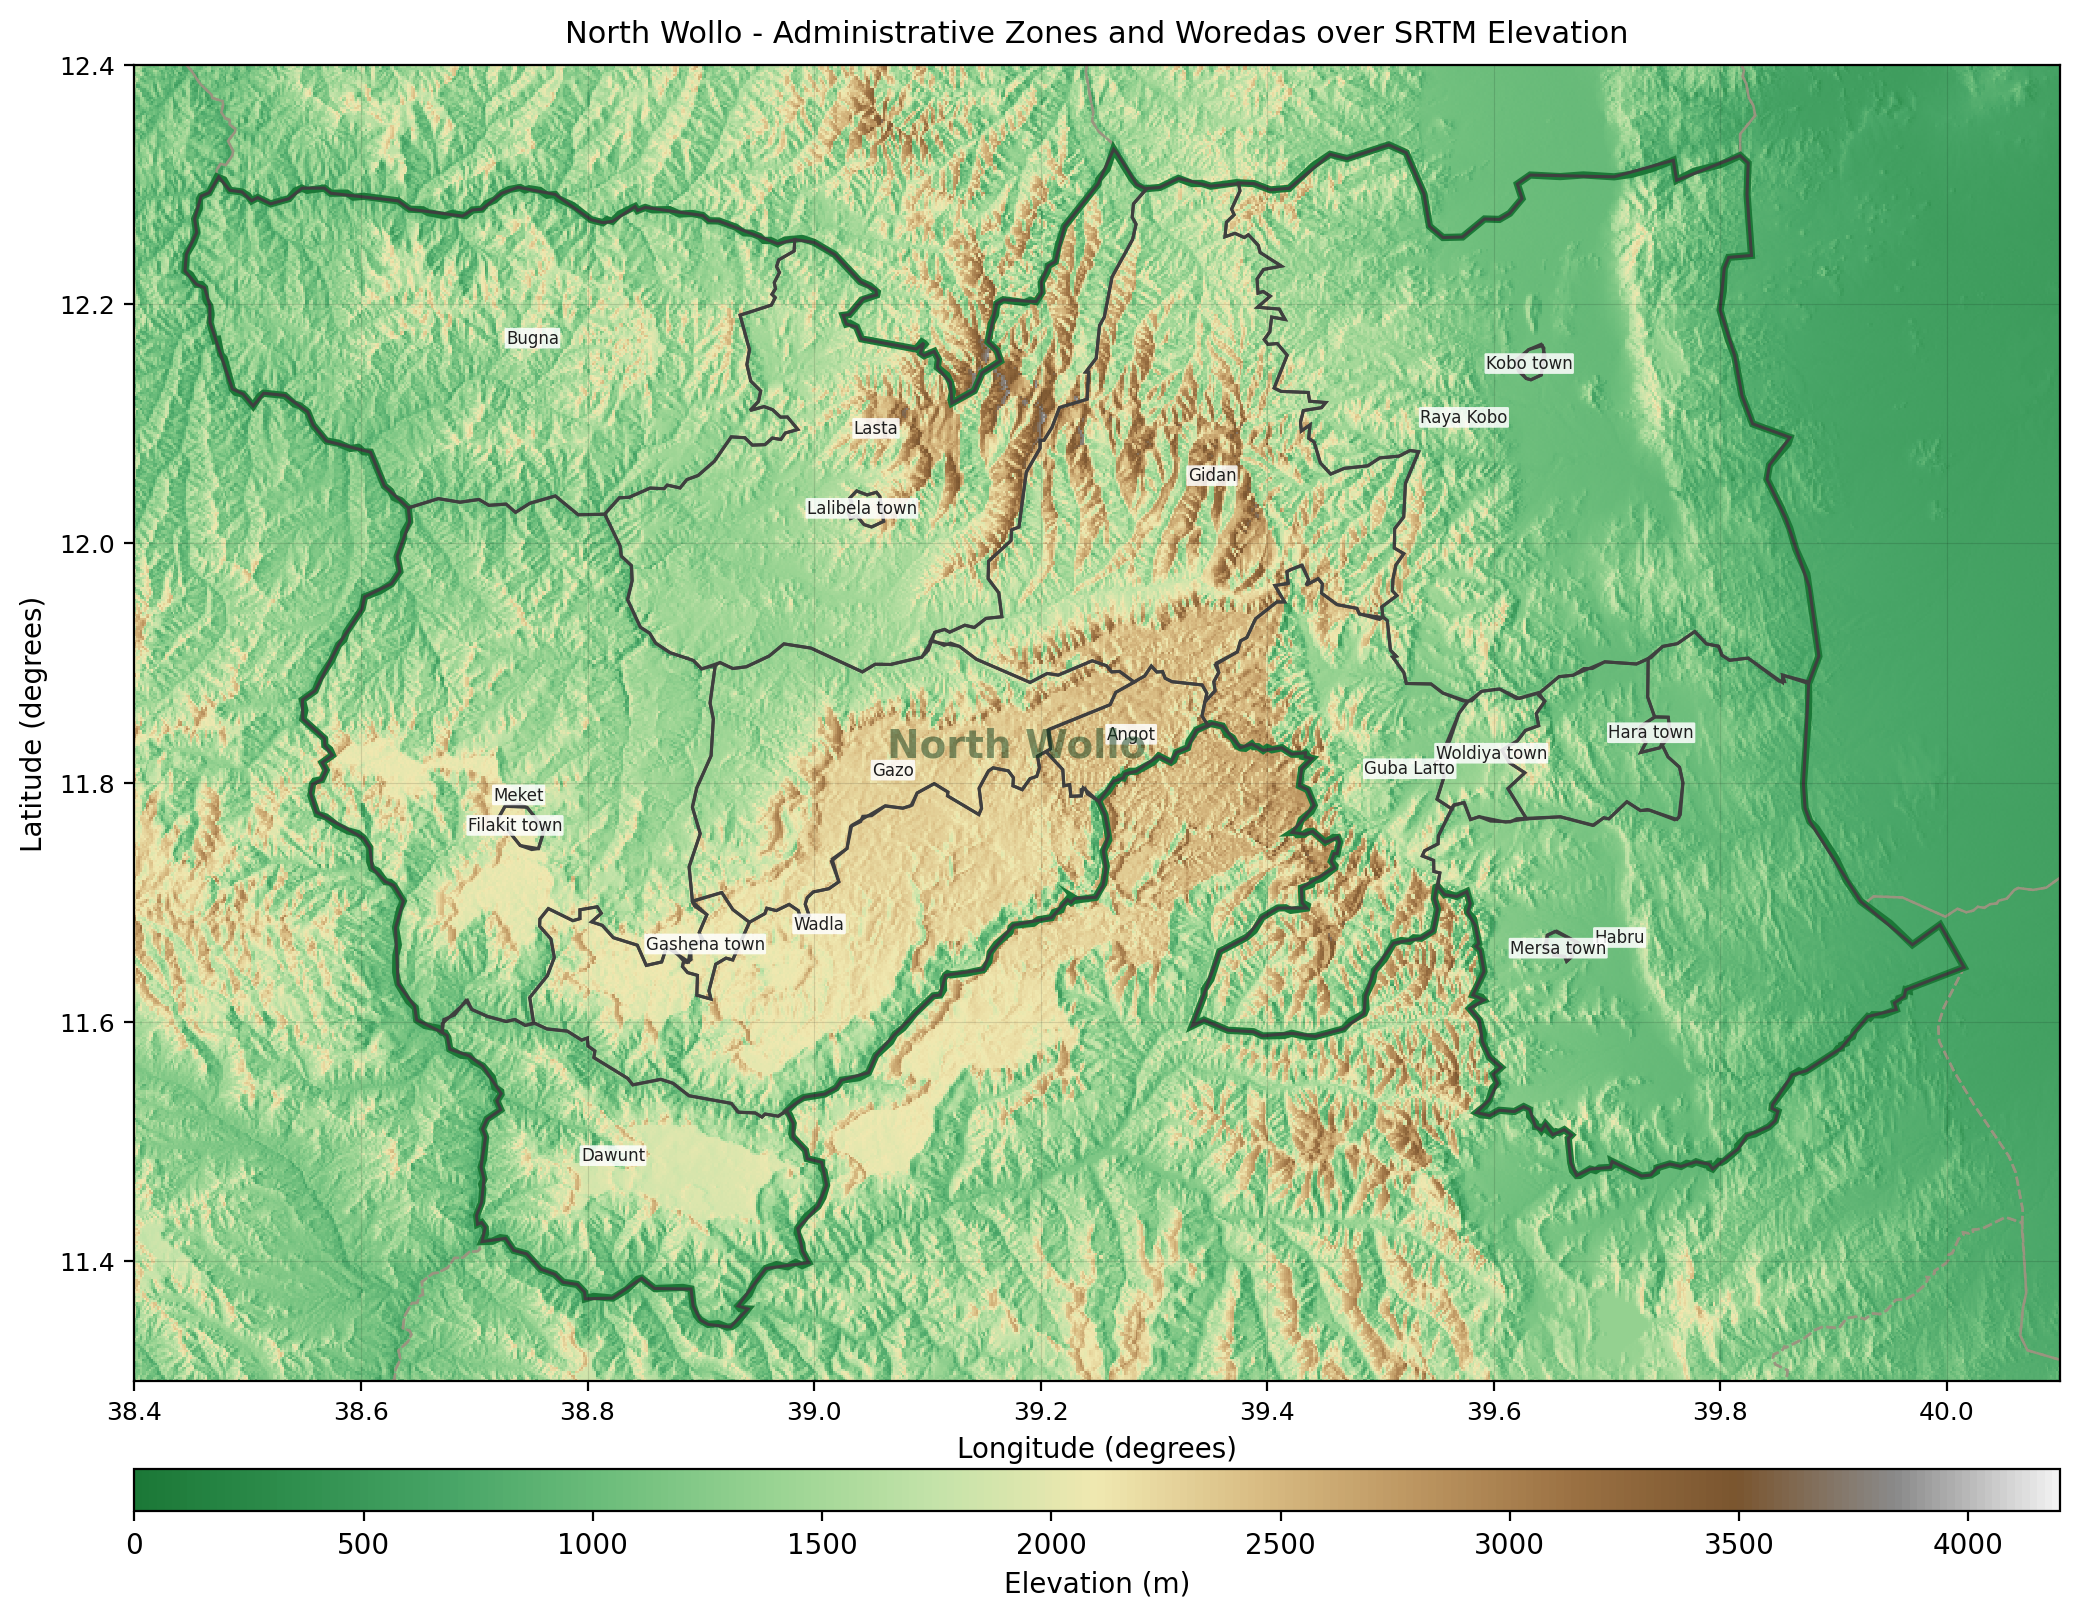 North Wollo - Administrative Zones and Woredas over SRTM Elevation
12.4
12.2
12.0
11.8
11.6
11.4
Latitude (degrees)
Bugna
Kobo town
Raya Kobo
Lasta
Gidan
Lalibela town
North Wollo
Angot
Hara town
Woldiya town
Guba Lafto
Gazo
Meket
Filakit town
Wadla
Gashena town
Habru
Mersa town
Dawunt
38.4 38.6 38.8 39.0 39.2 39.4 39.6 39.8 40.0
Longitude (degrees)
0 500 1000 1500 2000 2500 3000 3500 4000
Elevation (m)